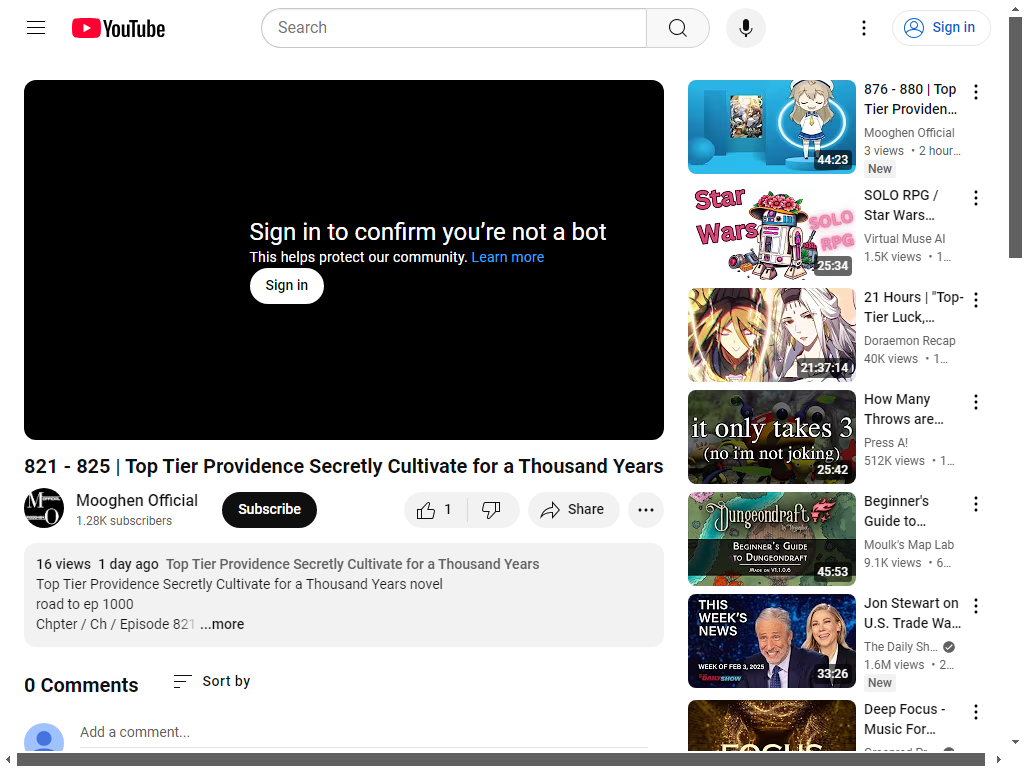 YouTube
Search
Sign in
Sign in to confirm you’re not a bot
This helps protect our community. Learn more
Sign in
821 - 825 | Top Tier Providence Secretly Cultivate for a Thousand Years
Mooghen Official
1.28K subscribers
Subscribe
1
Share
16 views 1 day ago Top Tier Providence Secretly Cultivate for a Thousand Years
Top Tier Providence Secretly Cultivate for a Thousand Years novel
road to ep 1000
Chpter / Ch / Episode 821 ...more
0 Comments
Sort by
Add a comment...
44:23
876 - 880 | Top
Tier Providen...
Mooghen Official
3 views • 2 hour...
New
Star
Wars
SOLO
RPG
25:34
SOLO RPG /
Star Wars...
Virtual Muse AI
1.5K views • 1...
21:37:14
21 Hours | "Top-
Tier Luck,...
Doraemon Recap
40K views • 1...
it only takes 3
(no im not joking)
25:42
How Many
Throws are...
Press A!
512K views • 1...
Dungeondraft
Beginner's Guide
to Dungeondraft
Made on V1.1.0.6
45:53
Beginner's
Guide to...
Moulk's Map Lab
9.1K views • 6...
THIS
WEEK'S
NEWS
WEEK OF FEB 3, 2025
DAILY SHOW
33:26
Jon Stewart on
U.S. Trade Wa...
The Daily Sh...
1.6M views • 2...
New
FOCUS
Deep Focus -
Music For...